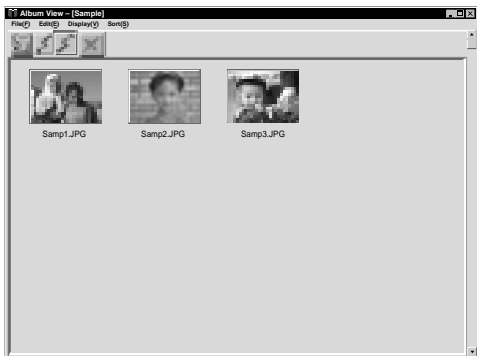 Album View – [Sample]
File(F) Edit(E) Display(V) Sort(S)
Samp1.JPG Samp2.JPG Samp3.JPG